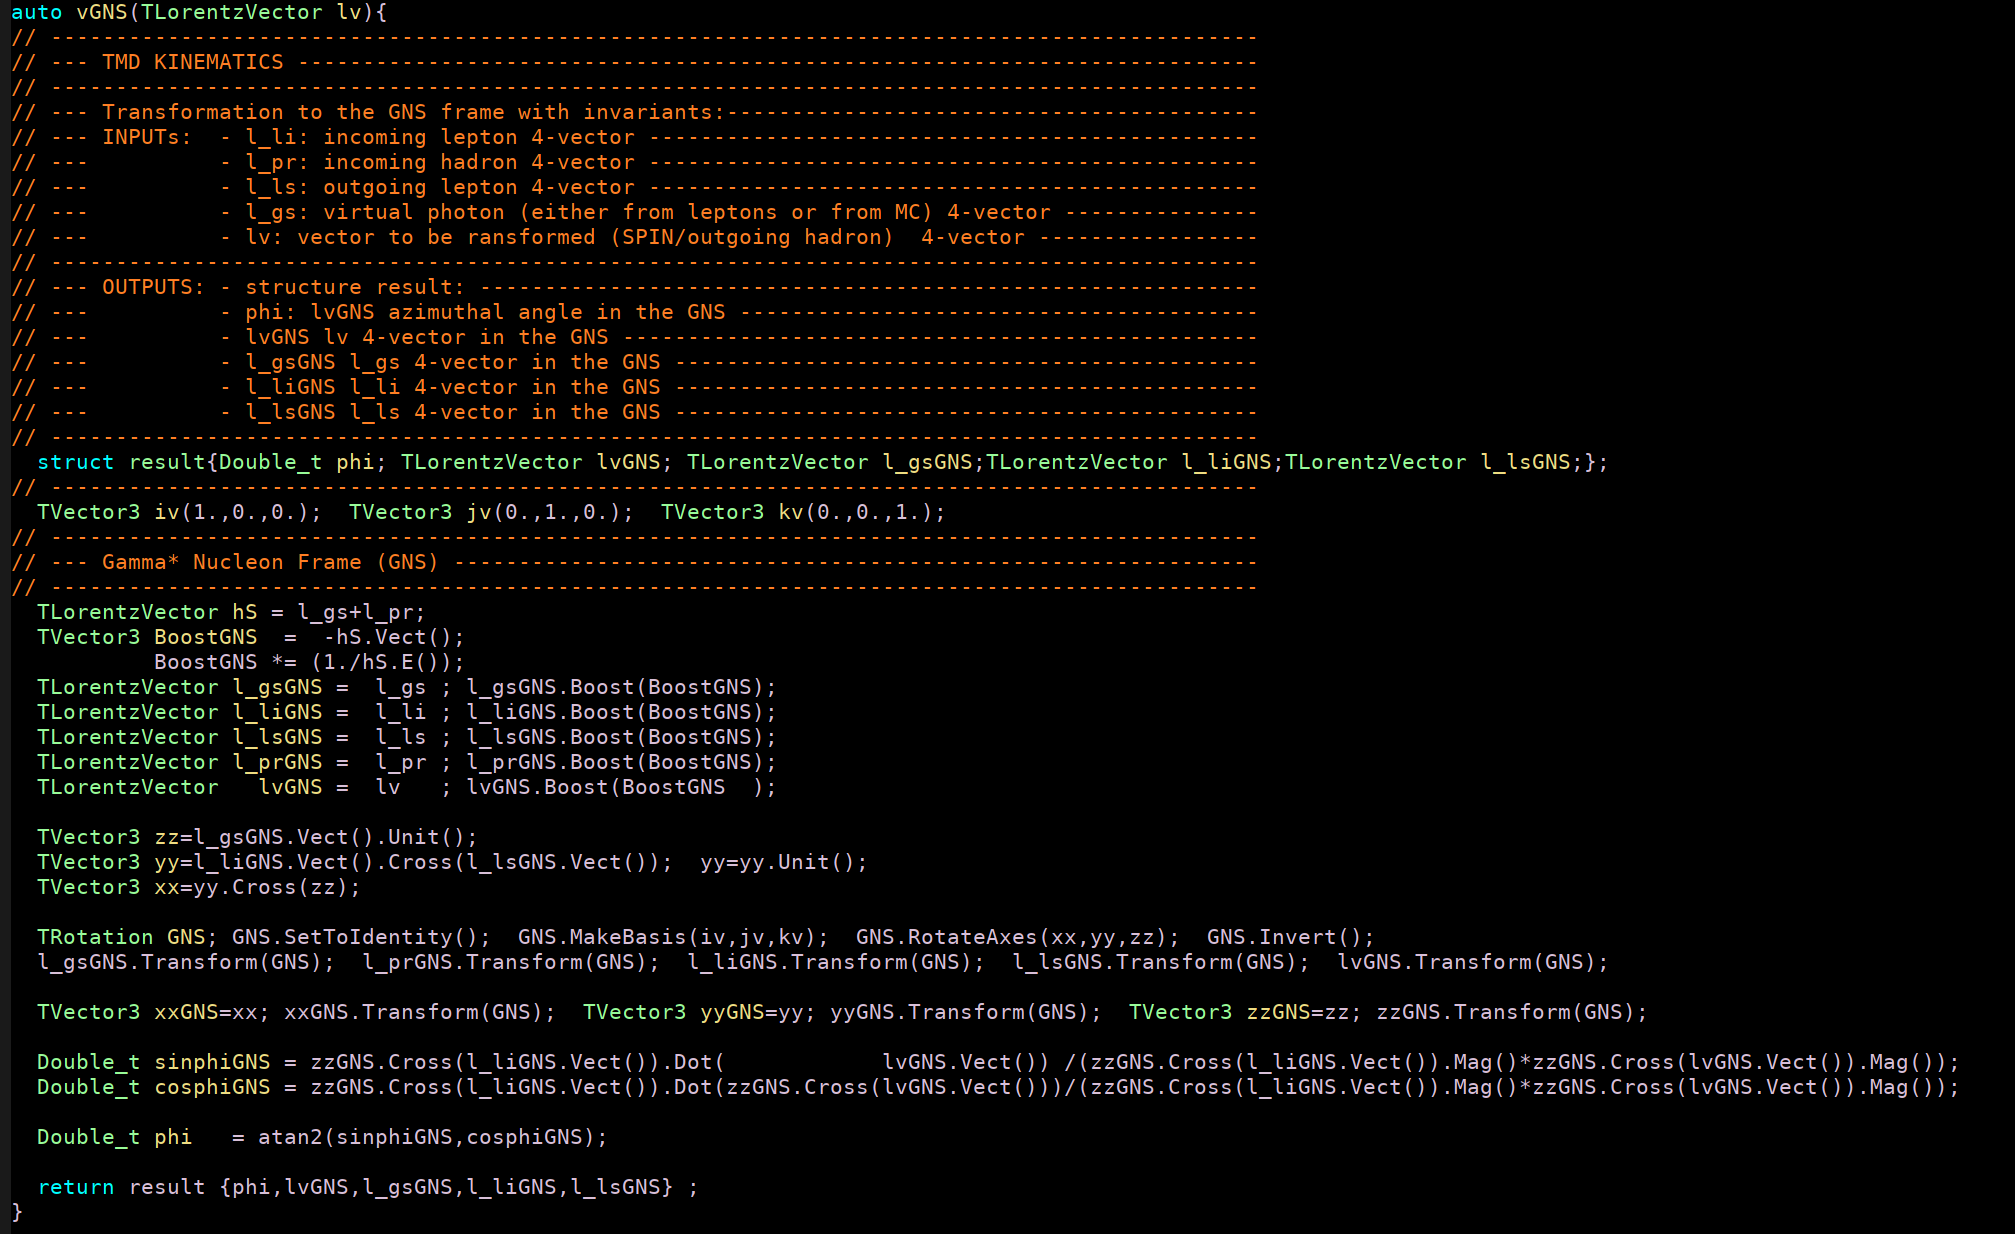 auto vGNS(TLorentzVector lv){
// ---------------------------------------------------------------------------------------------
// --- TMD KINEMATICS --------------------------------------------------------------------------
// ---------------------------------------------------------------------------------------------
// --- Transformation to the GNS frame with invariants:-----------------------------------------
// --- INPUTs:  - l_li: incoming lepton 4-vector -----------------------------------------------
// ---          - l_pr: incoming hadron 4-vector -----------------------------------------------
// ---          - l_ls: outgoing lepton 4-vector -----------------------------------------------
// ---          - l_gs: virtual photon (either from leptons or from MC) 4-vector ---------------
// ---          - lv: vector to be ransformed (SPIN/outgoing hadron)  4-vector -----------------
// ---------------------------------------------------------------------------------------------
// --- OUTPUTS: - structure result: ------------------------------------------------------------
// ---          - phi: lvGNS azimuthal angle in the GNS ----------------------------------------
// ---          - lvGNS lv 4-vector in the GNS -------------------------------------------------
// ---          - l_gsGNS l_gs 4-vector in the GNS ---------------------------------------------
// ---          - l_liGNS l_li 4-vector in the GNS ---------------------------------------------
// ---          - l_lsGNS l_ls 4-vector in the GNS ---------------------------------------------
// ---------------------------------------------------------------------------------------------
  struct result{Double_t phi; TLorentzVector lvGNS; TLorentzVector l_gsGNS;TLorentzVector l_liGNS;TLorentzVector l_lsGNS;};
// ---------------------------------------------------------------------------------------------
  TVector3 iv(1.,0.,0.);  TVector3 jv(0.,1.,0.);  TVector3 kv(0.,0.,1.);
// ---------------------------------------------------------------------------------------------
// --- Gamma* Nucleon Frame (GNS) --------------------------------------------------------------
// ---------------------------------------------------------------------------------------------
  TLorentzVector hS = l_gs+l_pr;
  TVector3 BoostGNS  =  -hS.Vect();
           BoostGNS *= (1./hS.E());
  TLorentzVector l_gsGNS =  l_gs ; l_gsGNS.Boost(BoostGNS);
  TLorentzVector l_liGNS =  l_li ; l_liGNS.Boost(BoostGNS);
  TLorentzVector l_lsGNS =  l_ls ; l_lsGNS.Boost(BoostGNS);
  TLorentzVector l_prGNS =  l_pr ; l_prGNS.Boost(BoostGNS);
  TLorentzVector   lvGNS =  lv   ; lvGNS.Boost(BoostGNS  );

  TVector3 zz=l_gsGNS.Vect().Unit();
  TVector3 yy=l_liGNS.Vect().Cross(l_lsGNS.Vect());  yy=yy.Unit();
  TVector3 xx=yy.Cross(zz);

  TRotation GNS; GNS.SetToIdentity();  GNS.MakeBasis(iv,jv,kv);  GNS.RotateAxes(xx,yy,zz);  GNS.Invert();
  l_gsGNS.Transform(GNS);  l_prGNS.Transform(GNS);  l_liGNS.Transform(GNS);  l_lsGNS.Transform(GNS);  lvGNS.Transform(GNS);

  TVector3 xxGNS=xx; xxGNS.Transform(GNS);  TVector3 yyGNS=yy; yyGNS.Transform(GNS);  TVector3 zzGNS=zz; zzGNS.Transform(GNS);

  Double_t sinphiGNS = zzGNS.Cross(l_liGNS.Vect()).Dot(            lvGNS.Vect()) /(zzGNS.Cross(l_liGNS.Vect()).Mag()*zzGNS.Cross(lvGNS.Vect()).Mag());
  Double_t cosphiGNS = zzGNS.Cross(l_liGNS.Vect()).Dot(zzGNS.Cross(lvGNS.Vect()))/(zzGNS.Cross(l_liGNS.Vect()).Mag()*zzGNS.Cross(lvGNS.Vect()).Mag());

  Double_t phi   = atan2(sinphiGNS,cosphiGNS);

  return result {phi,lvGNS,l_gsGNS,l_liGNS,l_lsGNS} ;
}